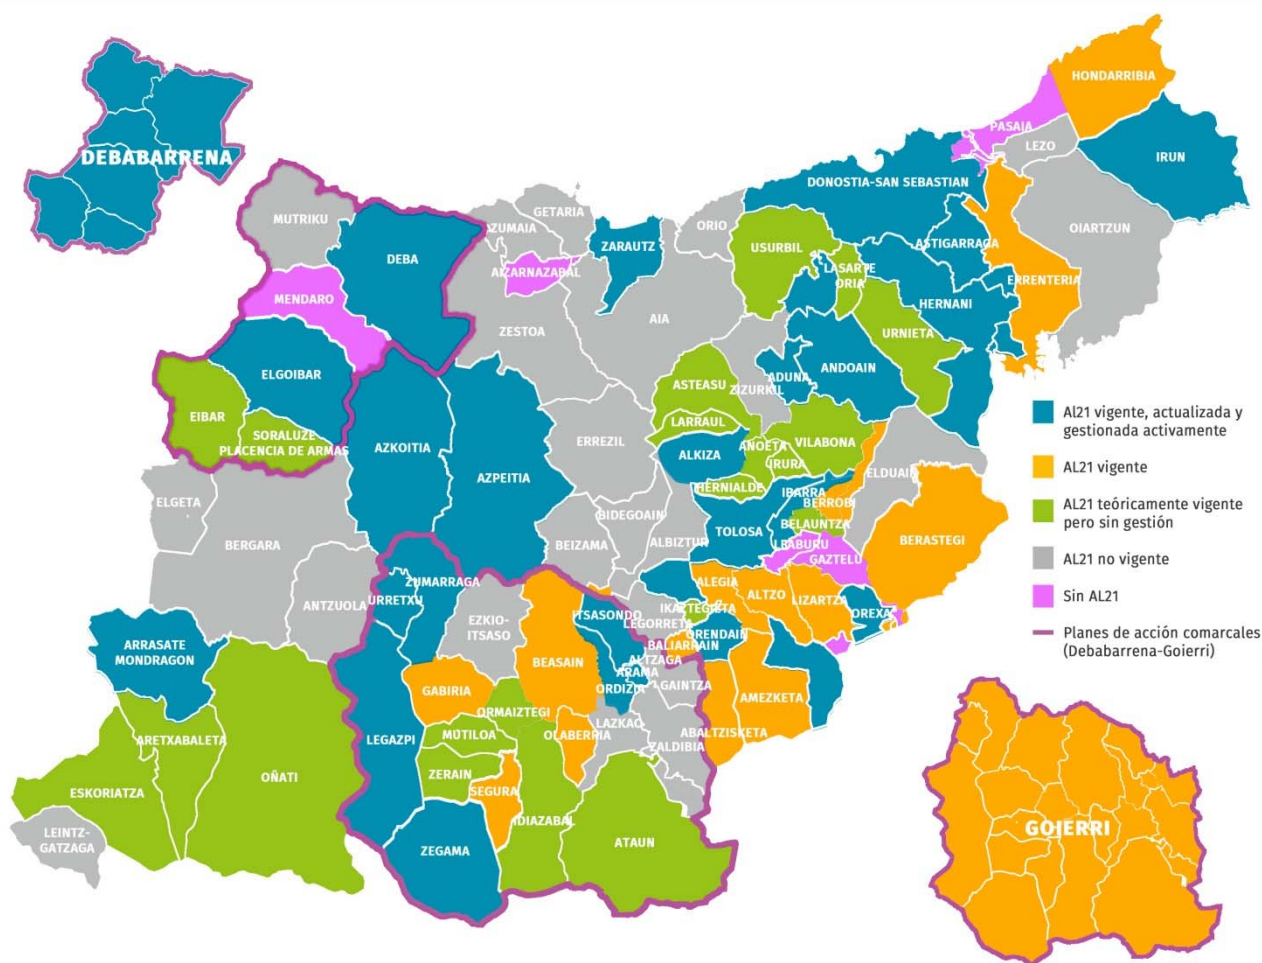 HONDARRIBIA
PASAIA
LEZO
IRUN
DEBABARRENA
DONOSTIA-SAN SEBASTIAN
MUTRIKU
GETARIA
ZUMAIA
ORIO
OIARTZUN
ZARAUTZ
USURBIL
ASTIGARRAGA
DEBA
AIZARNAZABAL
LASARTE
ORIA
ERRENTERIA
MENDARO
HERNANI
AIA
ZESTOA
URNIETA
ELGOIBAR
ANDOAIN
ADUNA
ASTEASU
ZIZURKIL
EIBAR
LARRAUL
SORALUZE
PLACENCIA DE ARMAS
ERREZIL
VILABONA
ANOETA
AZKOITIA
ALKIZA
URURA
ELDUAIN
AZPEITIA
HERNIALDE
IBARRA
BERROBI
ELGETA
BIDEGOAIN
BELAUNTZA
TOLOSA
BERASTEGI
BERGARA
BEIZAMA
ALBIZTUR
LEABURU
GAZTELU
ZUMARRAGA
ALEGIA
ALTZO
LIZARTZA
URRETXU
ANTZUOLA
IKAZTEGIETA
ITSASONDO
OREXA
EZKIO-
ITSASO
LEGORRETA
ORENDAIN
ARRASATE
MONDRAGON
BALIARRAIN
BEASAIN
ALTZAGA
ARAMA
GAINTZA
GABIRIA
ORDIZIA
AMEZKETA
ORMAIZTEGI
LAZKAO
ABALTZISKETA
MUTILOA
OLABERRIA
ARETXABALETA
LEGAZPI
ZALDIBIA
OÑATI
ZERAIN
ESKORIATZA
SEGURA
IDIAZABAL
LEINTZ-
GATZAGA
ATAUN
ZEGAMA
GOIERRI
Al21 vigente, actualizada y
gestionada activamente
AL21 vigente
AL21 teóricamente vigente
pero sin gestión
AL21 no vigente
Sin AL21
Planes de acción comarcales
(Debabarrena-Goierri)